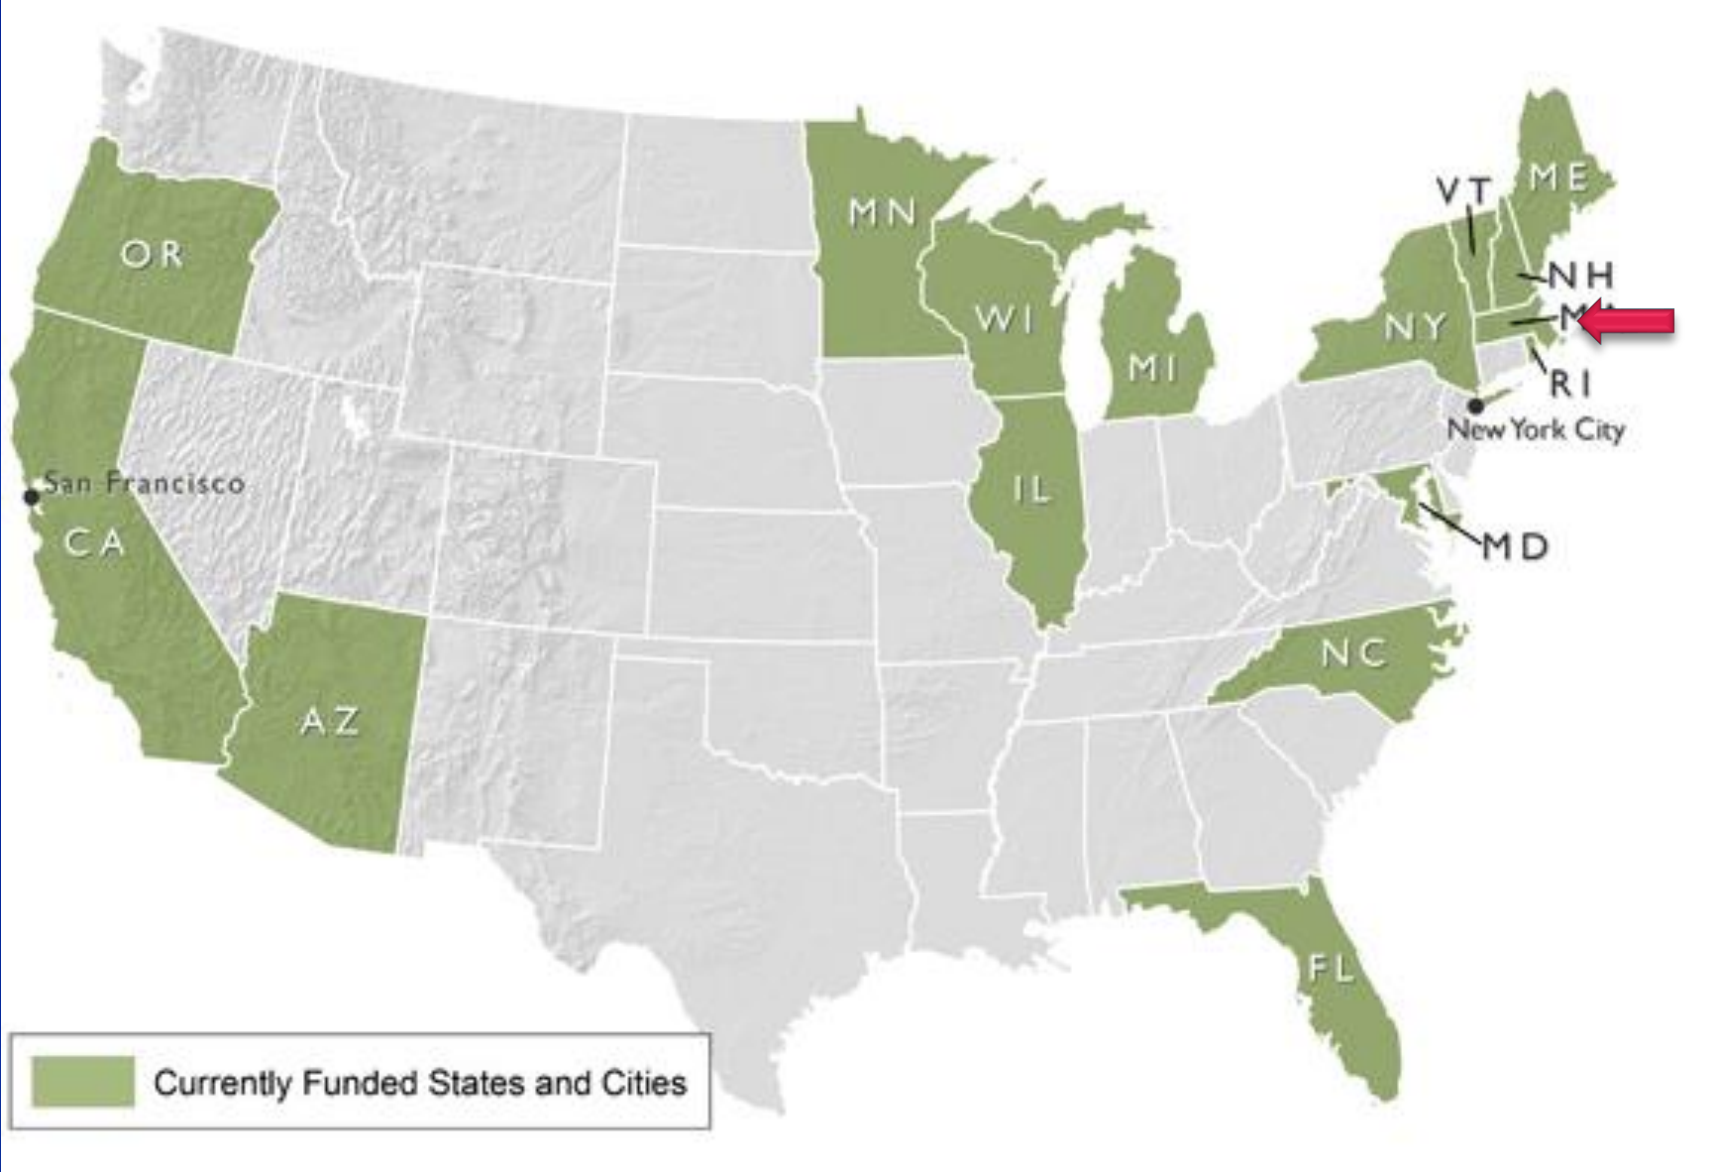 ME
VT
MN
OR
NH
WI
NY
MI
RI
New York City
San Francisco
IL
CA
MD
NC
AZ
FL
Currently Funded States and Cities